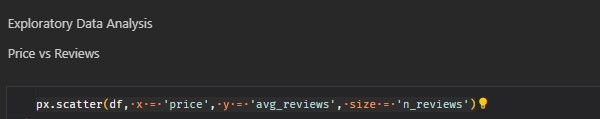 Exploratory Data Analysis
Price vs Reviews
px.scatter(df, x = 'price', y = 'avg_reviews', size = 'n_reviews')